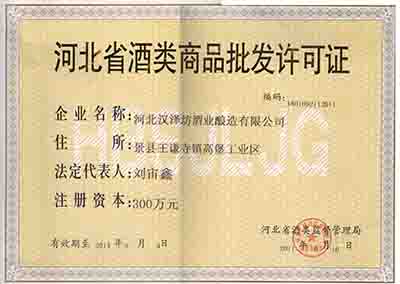 河北省酒类商品批发许可证
编码:
企业名称:河北汉泽坊酒业酿造有限公司
住所:景县王谦寺镇高堡工业区
法定代表人:刘宙鑫
注册资本:300万元
河北省酒类监督管理局
有效期至
年 月 日